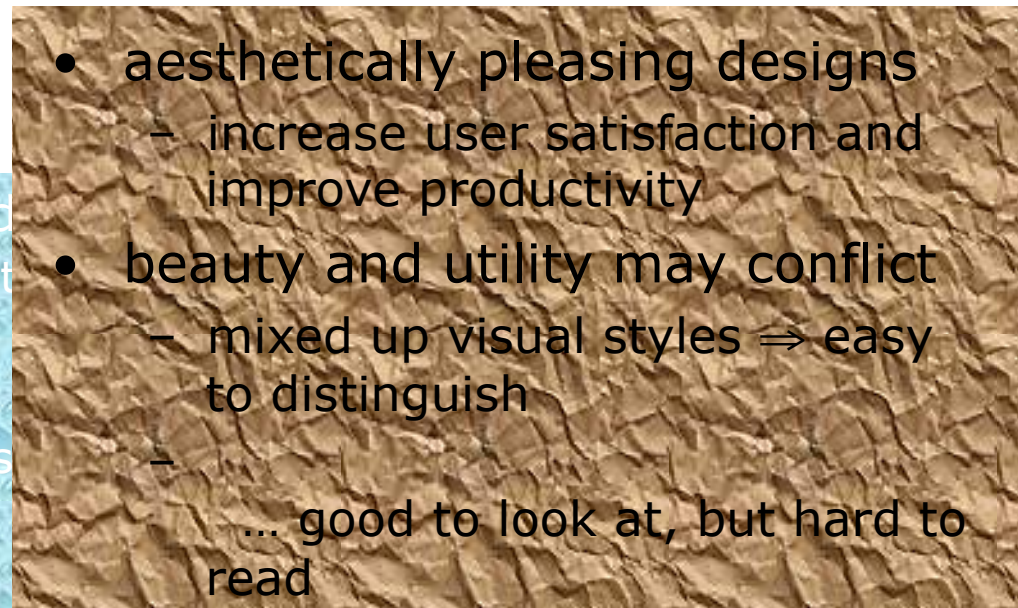 • aesthetically pleasing designs
– increase user satisfaction and
improve productivity
• beauty and utility may conflict
– mixed up visual styles ⇒ easy
to distinguish
–
… good to look at, but hard to
read